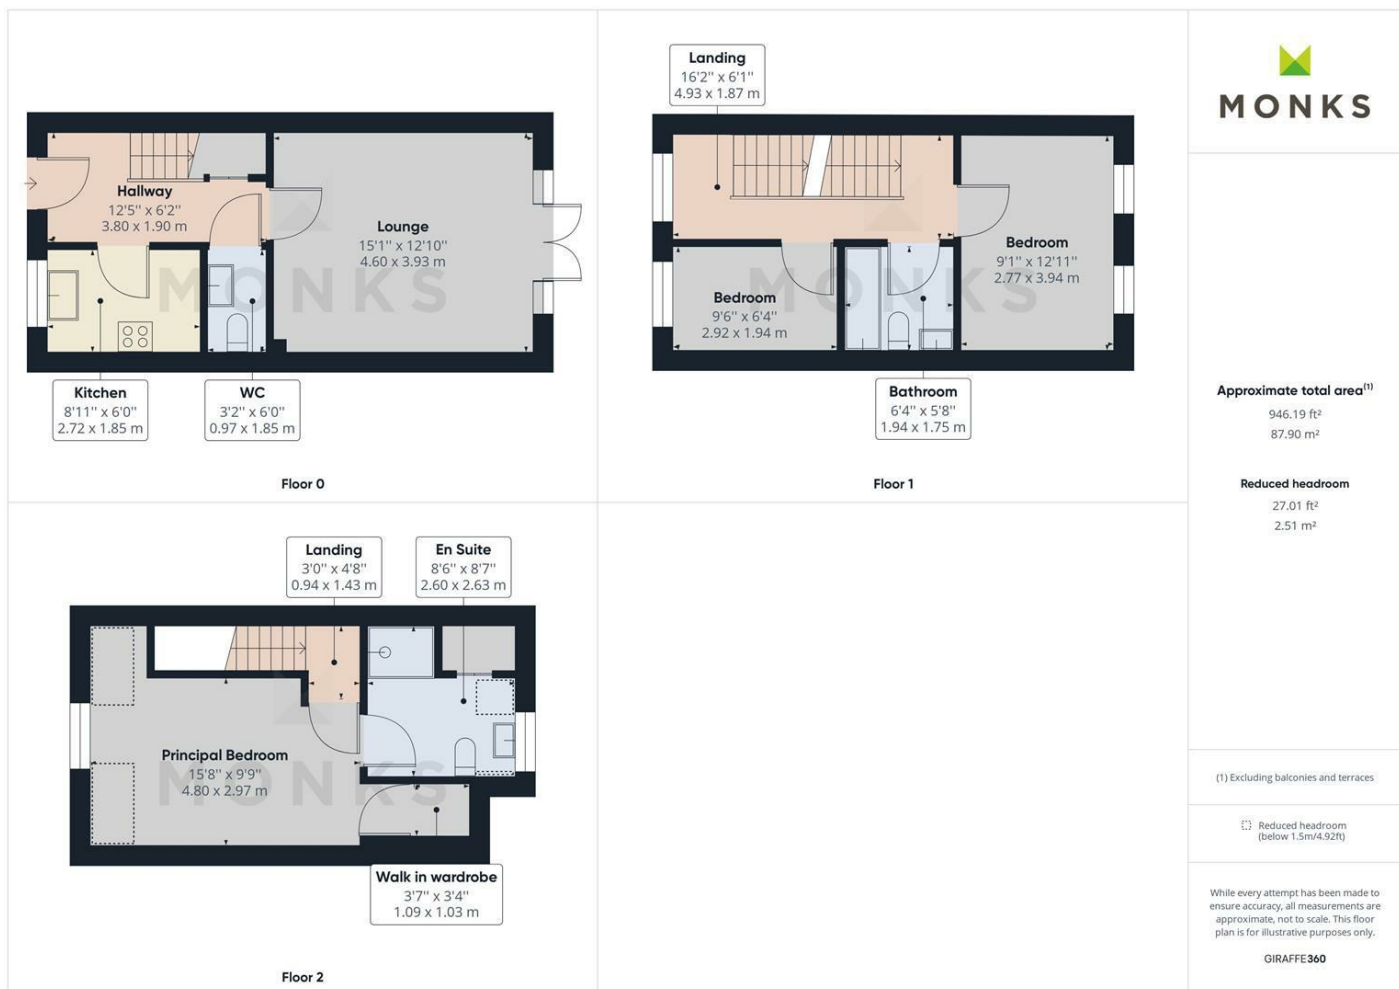 Landing
16'2" x 6'1"
4.93 x 1.87 m
MONKS
Hallway
12'5" x 6'2"
3.80 x 1.90 m
Lounge
15'1" x 12'10"
4.60 x 3.93 m
MONKS
Kitchen
8'11" x 6'0"
2.72 x 1.85 m
WC
3'2" x 6'0"
0.97 x 1.85 m
Floor 0
Bedroom
9'1" x 12'11"
2.77 x 3.94 m
Bedroom
9'6" x 6'4"
2.92 x 1.94 m
MONKS
Bathroom
6'4" x 5'8"
1.94 x 1.75 m
Floor 1
Approximate total area(1)
946.19 ft²
87.90 m²
Reduced headroom
27.01 ft²
2.51 m²
Landing
3'0" x 4'8"
0.94 x 1.43 m
En Suite
8'6" x 8'7"
2.60 x 2.63 m
Principal Bedroom
15'8" x 9'9"
4.80 x 2.97 m
MONKS
Walk in wardrobe
3'7" x 3'4"
1.09 x 1.03 m
Floor 2
(1) Excluding balconies and terraces
Reduced headroom
(below 1.5m/4.92ft)
While every attempt has been made to
ensure accuracy, all measurements are
approximate, not to scale. This floor
plan is for illustrative purposes only.
GIRAFFE360